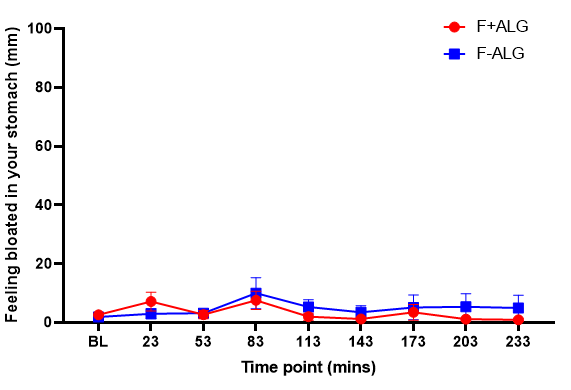 F+ALG
F-ALG
Feeling bloated in your stomach (mm)
100
80
60
40
20
0
BL 23 53 83 113 143 173 203 233
Time point (mins)